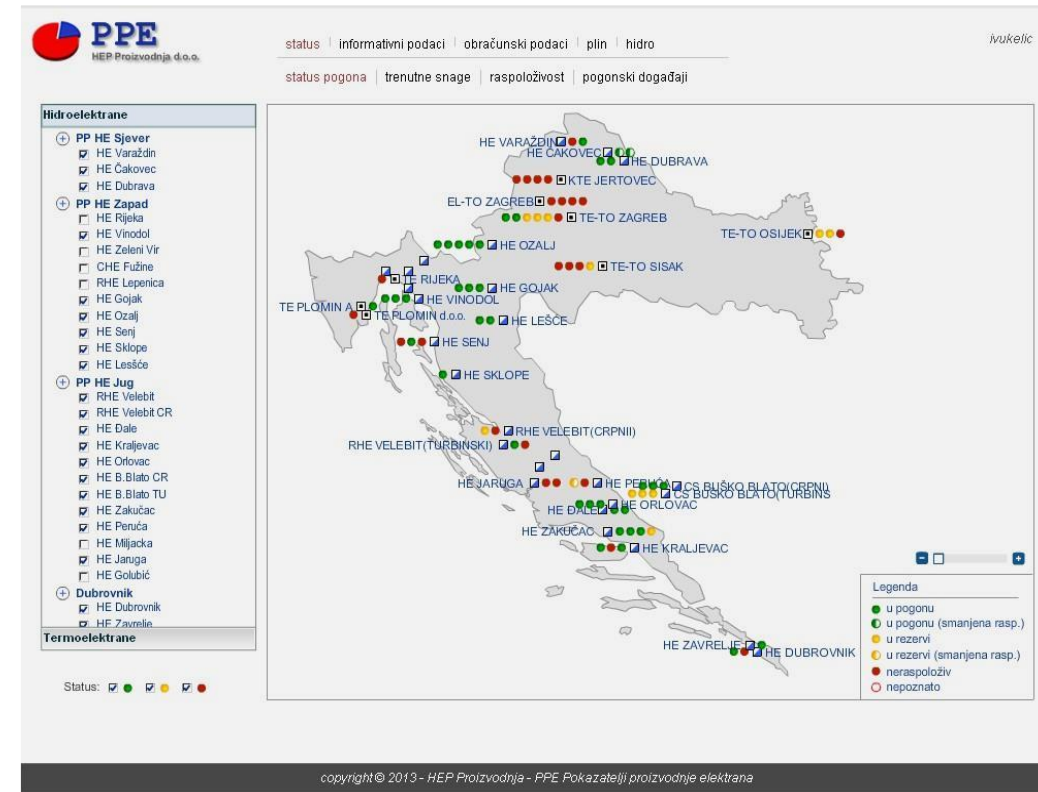 PPE
HEP Proizvodnja d.o.o.
status | informativni podaci | obračunski podaci | plin | hidro
ivukelic
status pogona | trenutne snage | raspoloživost | pogonski događaji
Hidroelektrane
PP HE Sjever
HE Varaždin
HE Čakovec
HE Dubrava
PP HE Zapad
HE Rijeka
HE Vinodol
HE Zeleni Vir
CHE Fužine
RHE Lepenica
HE Gojak
HE Ozalj
HE Senj
HE Sklope
HE Lesšće
PP HE Jug
RHE Velebit
RHE Velebit CR
HE Đale
HE Kraljevac
HE Orlovac
HE B.Blato CR
HE B.Blato TU
HE Zakučac
HE Peruća
HE Miljacka
HE Jaruga
HE Golubić
Dubrovnik
HE Dubrovnik
HE Zavrelje
Termoelektrane
Status:
HE VARAŽDIN
HE ČAKOVEC
HE DUBRAVA
KTE JERTOVEC
EL-TO ZAGREB
TE-TO ZAGREB
TE-TO OSIJEK
HE OZALJ
TE-TO SISAK
TE RIJEKA
HE GOJAK
HE VINODOL
TE PLOMIN A
TE PLOMIN d.o.o.
HE LEŠĆE
HE SENJ
HE SKLOPE
RHE VELEBIT(CRPNII)
RHE VELEBIT(TURBINSKI)
HE JARUGA
HE PERUĆA
CS BUŠKO BLATO(CRPNI)
CS BUŠKO BLATO(TURBINS
HE ORLOVAC
HE ĐALE
HE ZAKUČAC
HE KRALJEVAC
HE ZAVRELJE
HE DUBROVNIK
Legenda
u pogonu
u pogonu (smanjena rasp.)
u rezervi
u rezervi (smanjena rasp.)
neraspoloživ
nepoznato
copyright© 2013 - HEP Proizvodnja - PPE Pokazatelji proizvodnje elektrana